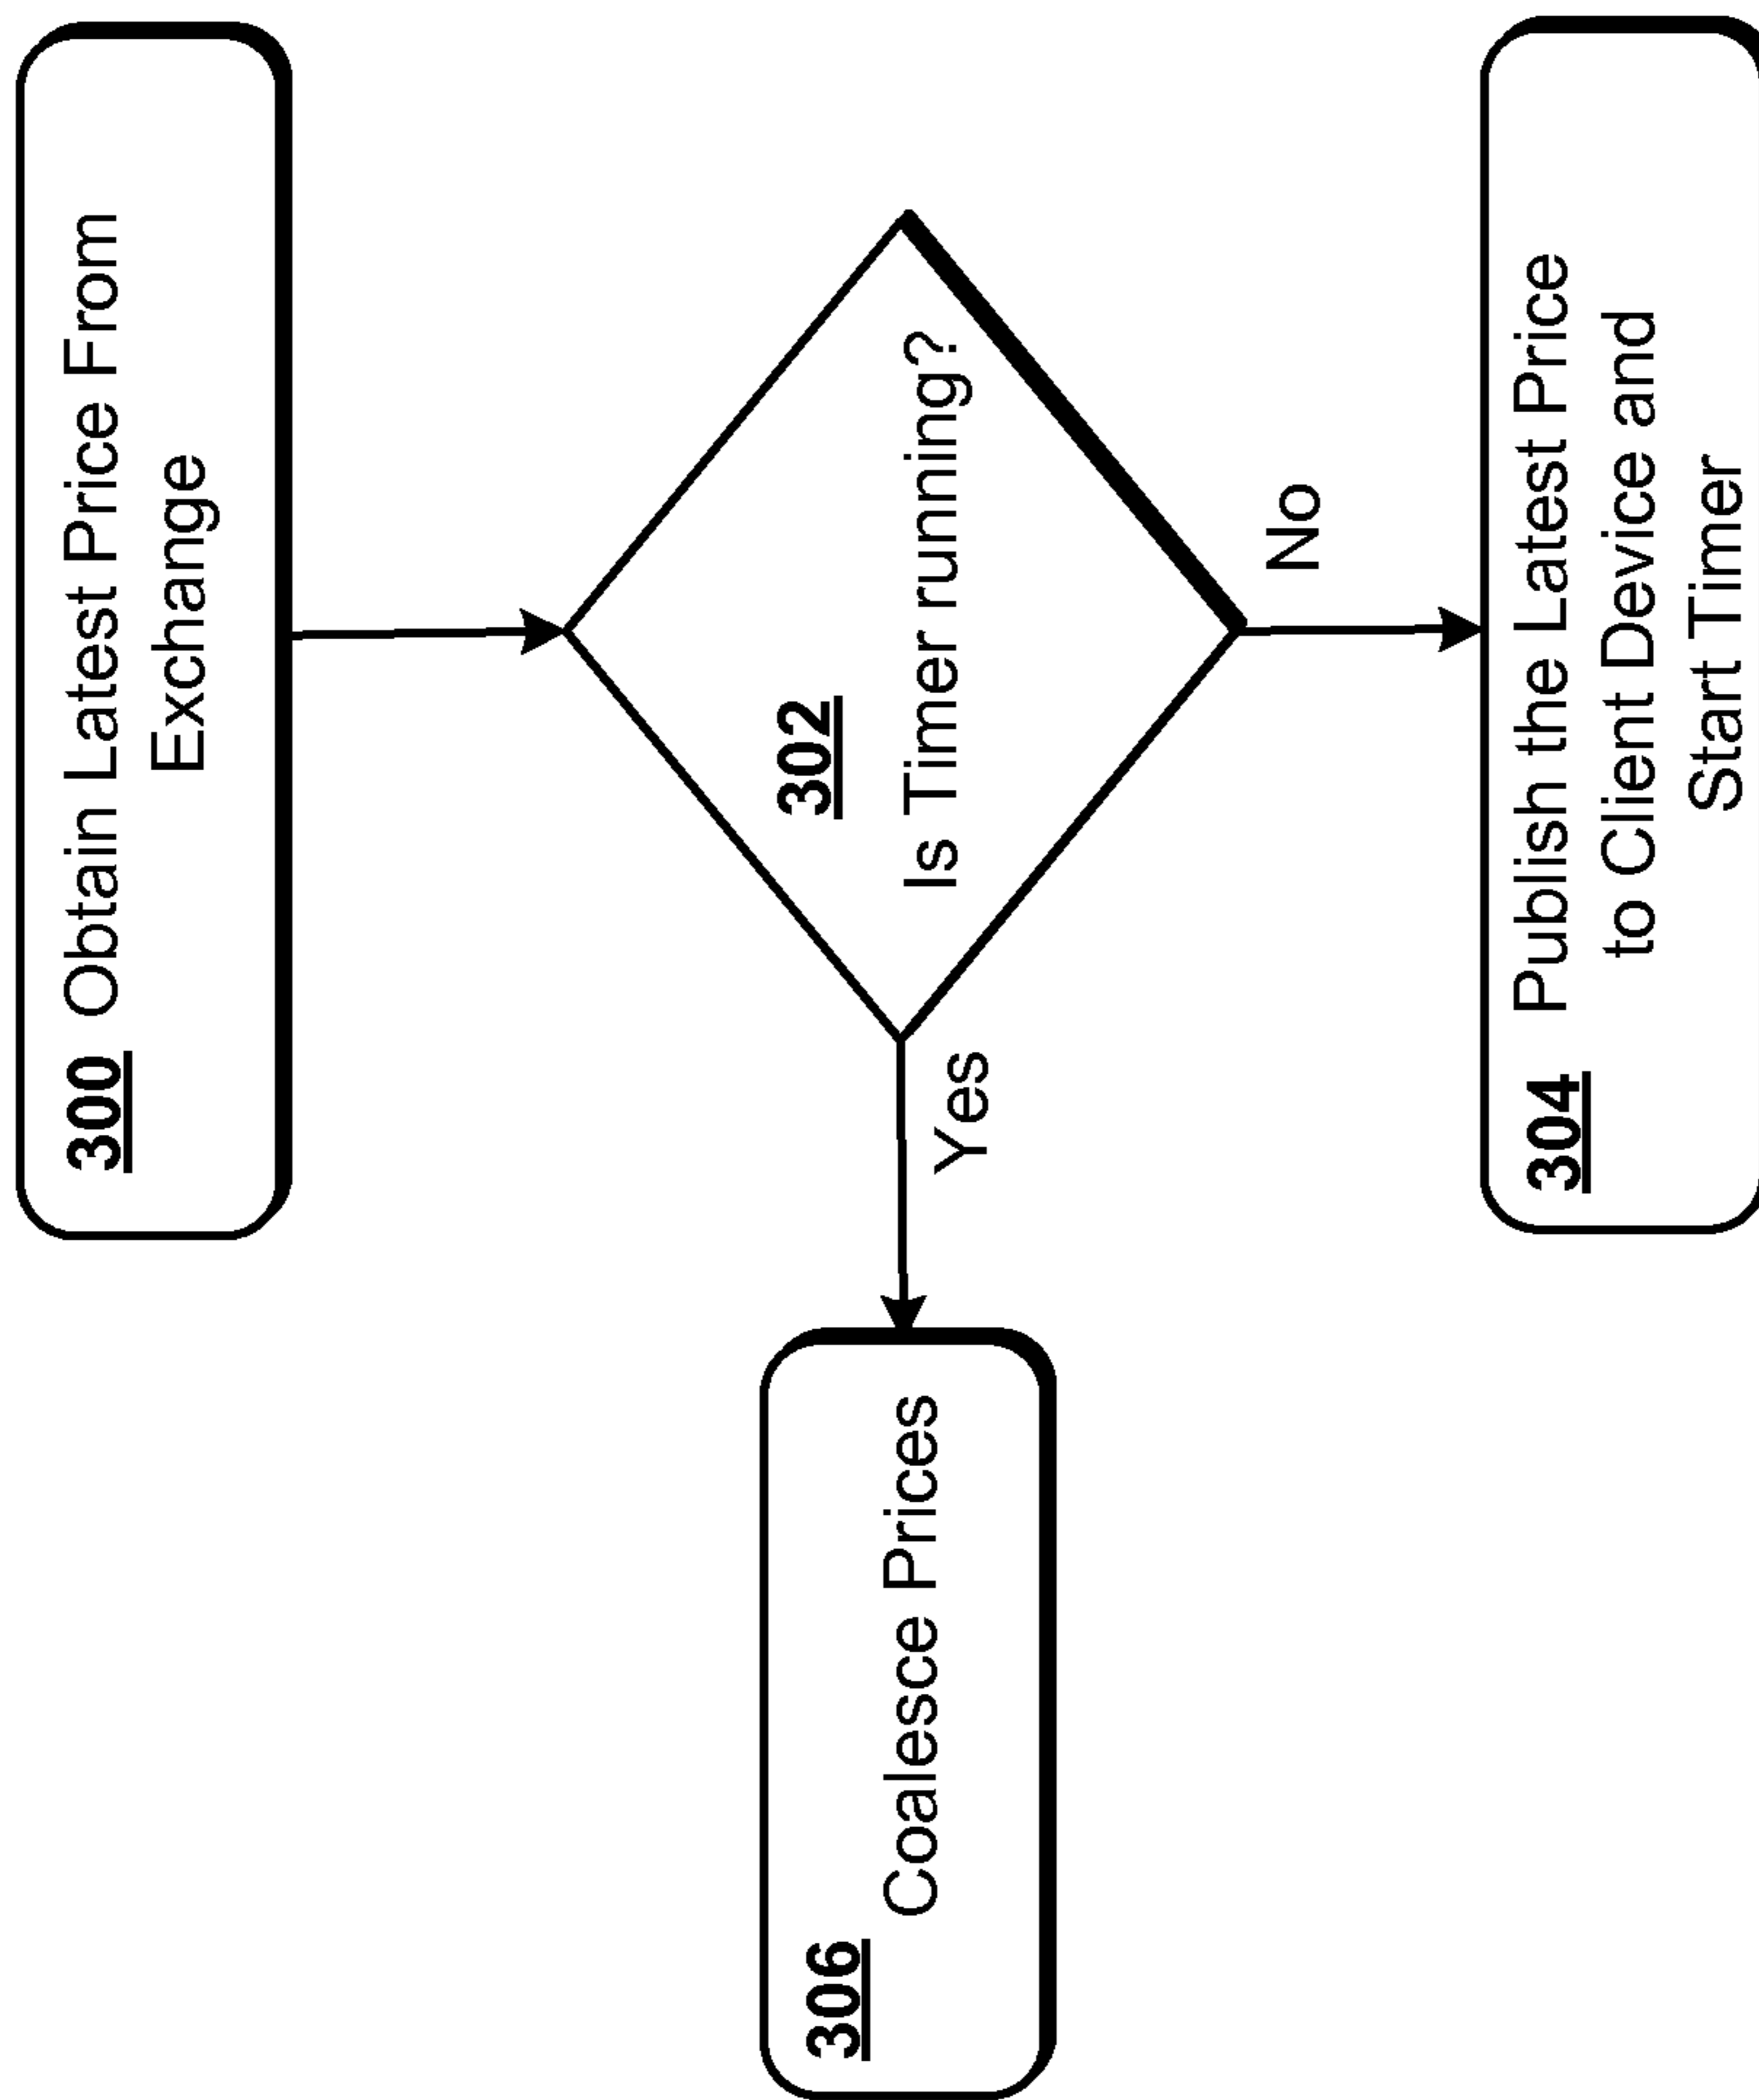 300 Obtain Latest Price From
Exchange
302
Is Timer running?
Yes
No
306
Coalesce Prices
304 Publish the Latest Price
to Client Device and
Start Timer